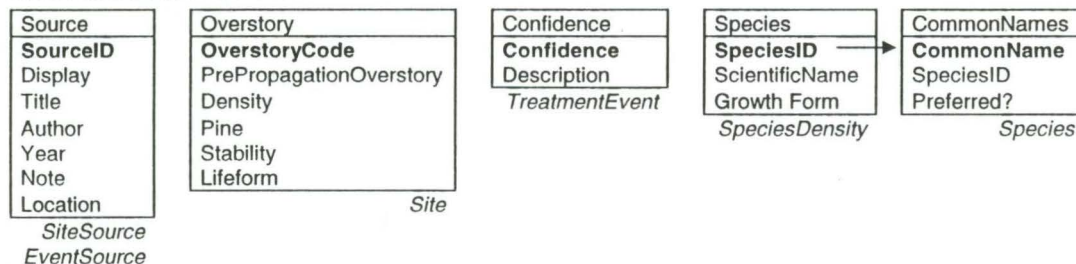 Source
SourceID
Display
Title
Author
Year
Note
Location
SiteSource
EventSource
Overstory
OverstoryCode
PrePropagationOverstory
Density
Pine
Stability
Lifeform
Site
Confidence
Confidence
Description
TreatmentEvent
Species
SpeciesID
ScientificName
Growth Form
SpeciesDensity
CommonNames
CommonName
SpeciesID
Preferred?
Species